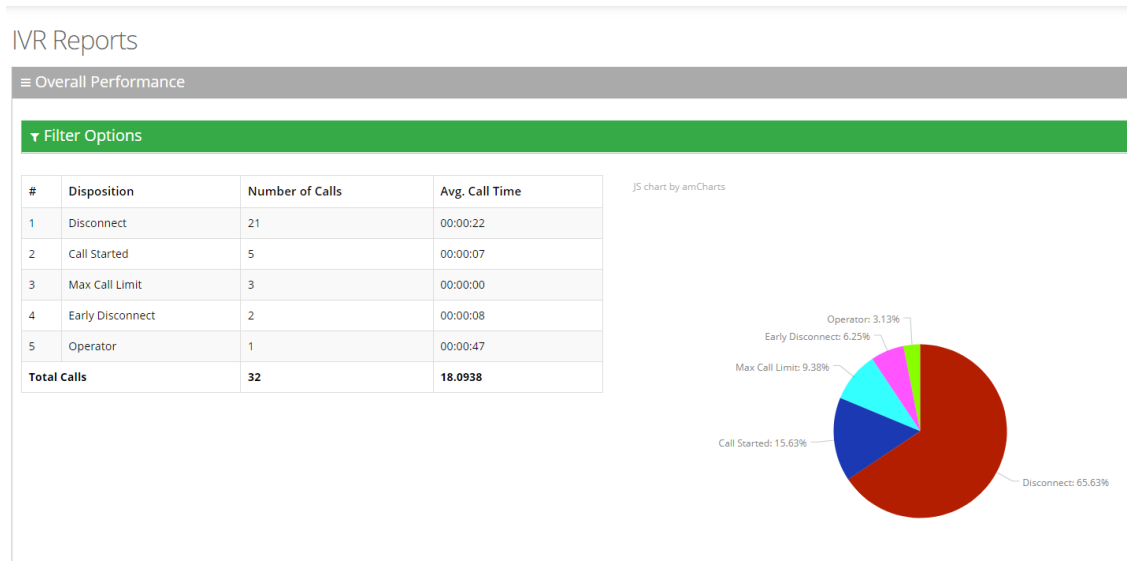 IVR Reports
≡ Overall Performance
Filter Options
# Disposition Number of Calls Avg. Call Time
1 Disconnect 21 00:00:22
2 Call Started 5 00:00:07
3 Max Call Limit 3 00:00:00
4 Early Disconnect 2 00:00:08
5 Operator 1 00:00:47
Total Calls 32 18.0938
JS chart by amCharts
Operator: 3.13%
Early Disconnect: 6.25%
Max Call Limit: 9.38%
Call Started: 15.63%
Disconnect: 65.63%